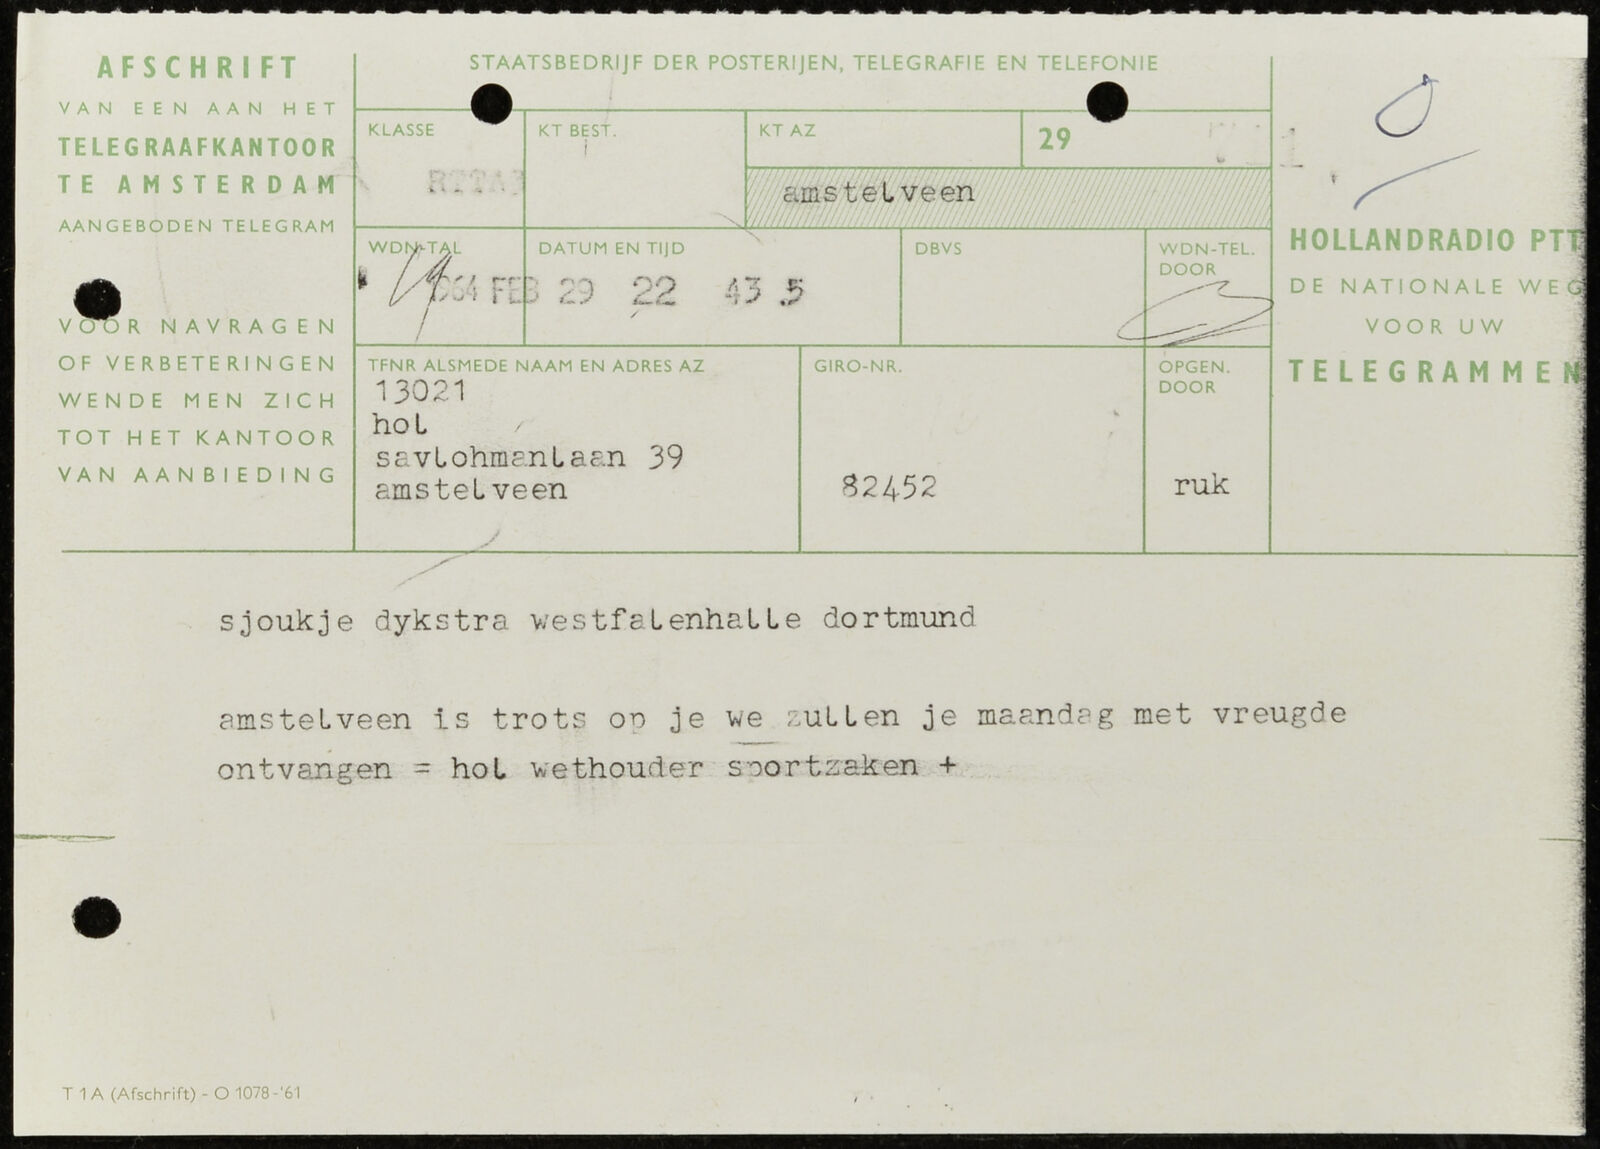 AFSCHRIFT
VAN EEN AAN HET
TELEGRAAFKANTOOR
TE AMSTERDAM
AANGEBODEN TELEGRAM
VOOR NAVRAGEN
OF VERBETERINGEN
WENDE MEN ZICH
TOT HET KANTOOR
VAN AANBIEDING
STAATSBEDRIJF DER POSTERIJEN, TELEGRAFIE EN TELEFONIE
KLASSE
KT BEST.
KT AZ
29
amstelveen
WDN-TAL
DATUM EN TIJD
1964 FEB 29 22 43 5
DBVS
WDN-TEL.
DOOR
TFNR ALSMEDE NAAM EN ADRES AZ
13021
hol
savlohmanlaan 39
amstelveen
GIRO-NR.
82452
OPGEN.
DOOR
ruk
HOLLANDRADIO PTT
DE NATIONALE WEG
VOOR UW
TELEGRAMMEN
sjoukje dykstra westfalenhalle dortmund
amstelveen is trots op je we zullen je maandag met vreugde
ontvangen = hol wethouder sportzaken +
T 1 A (Afschrift) - O 1078-'61